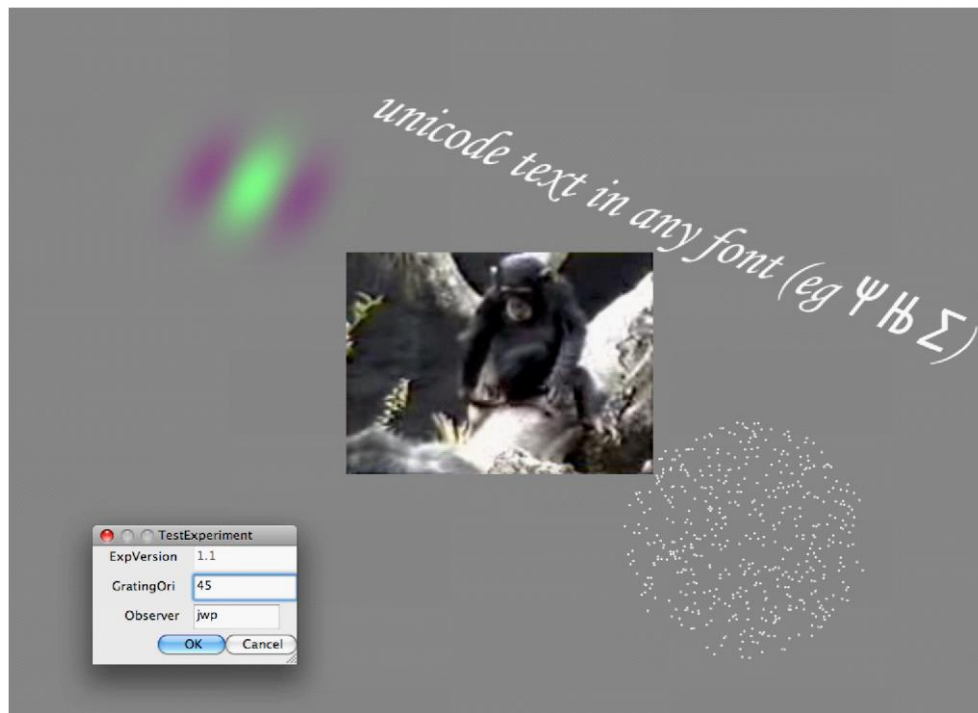 unicode text in any font (eg Ψ Њ Σ)
TestExperiment
ExpVersion 1.1
GratingOri 45
Observer jwp
OK Cancel